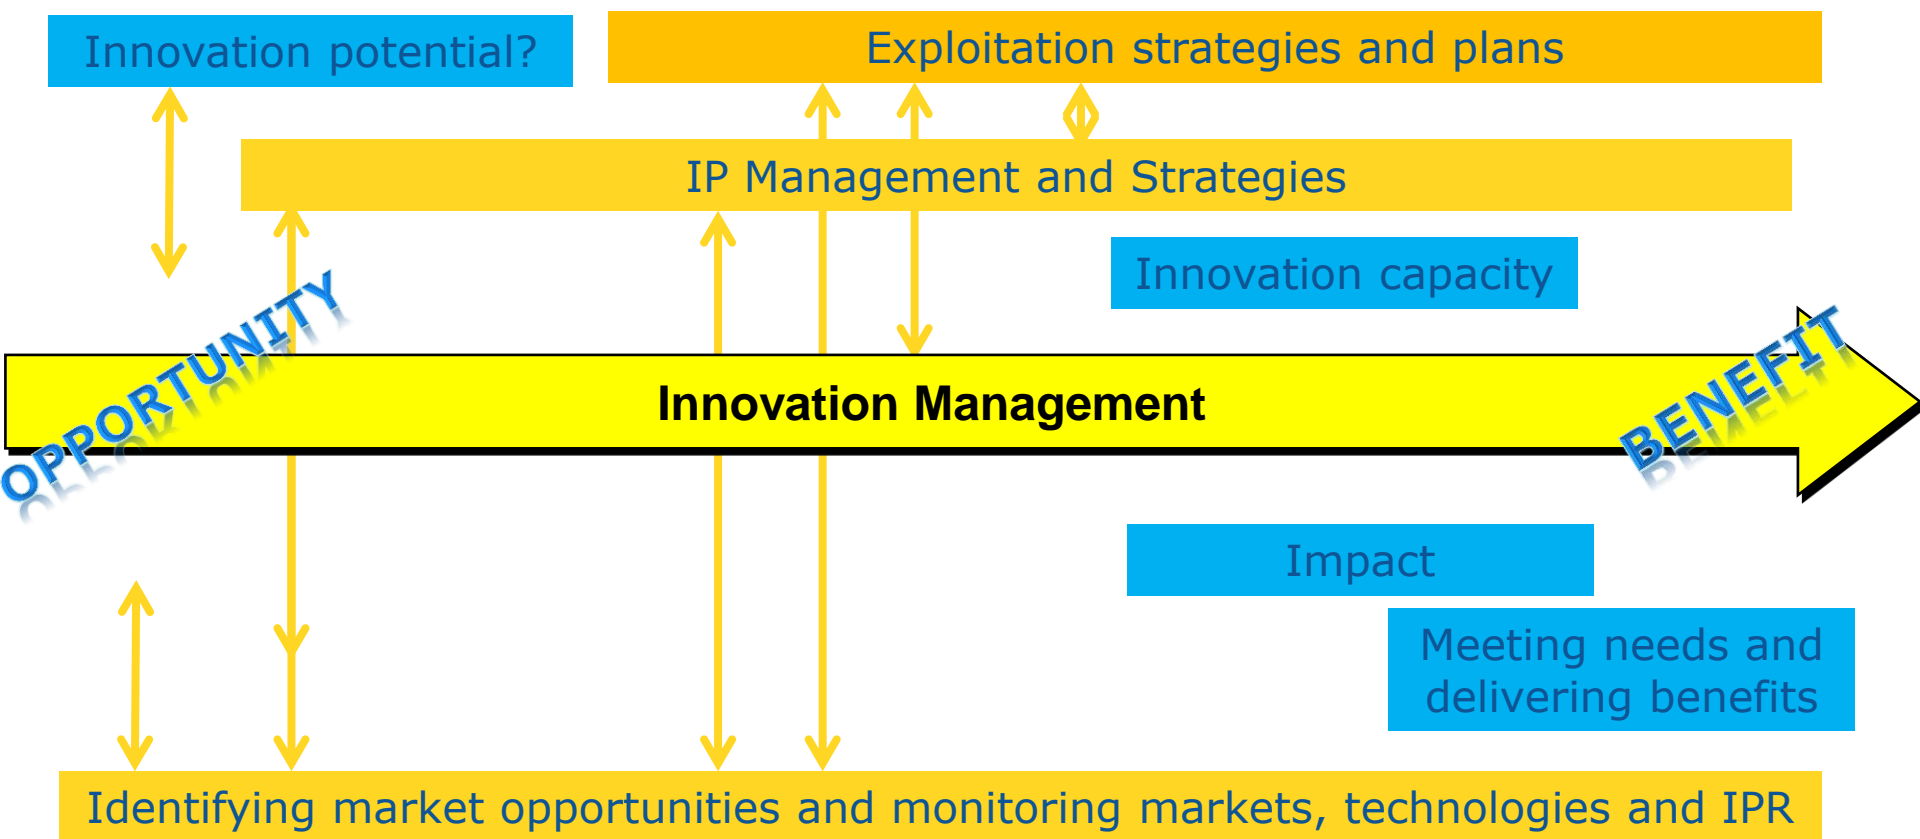 Innovation potential?
Exploitation strategies and plans
IP Management and Strategies
Innovation capacity
OPPORTUNITY
Innovation Management
BENEFIT
Impact
Meeting needs and
delivering benefits
Identifying market opportunities and monitoring markets, technologies and IPR